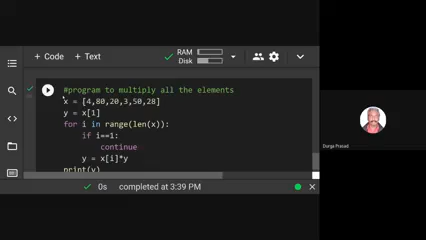 + Code + Text
RAM
Disk
#program to multiply all the elements
x = [4,80,20,3,50,28]
y = x[1]
for i in range(len(x)):
if i==1:
continue
y = x[i]*y
print(y)
0s completed at 3:39 PM
Durga Prasad